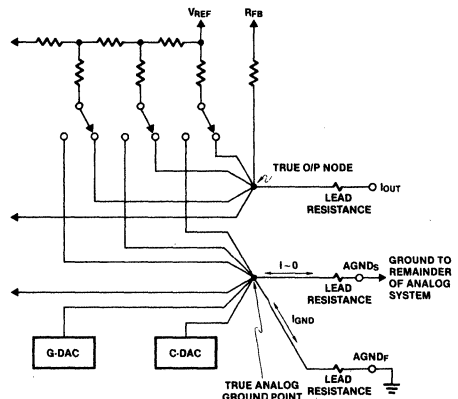 VREF
RFB
TRUE O/P NODE
IOUT
LEAD
RESISTANCE
I~0
AGNDS
GROUND TO
REMAINDER
OF ANALOG
SYSTEM
LEAD
RESISTANCE
IGND
G-DAC
C-DAC
AGNDF
TRUE ANALOG
GROUND POINT
LEAD
RESISTANCE